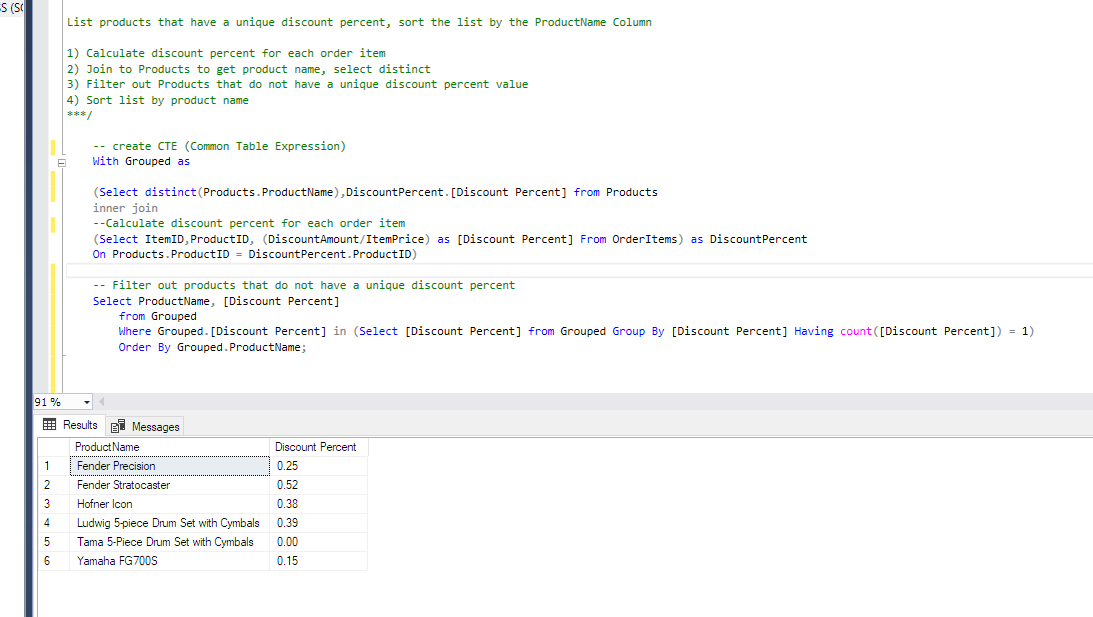 List products that have a unique discount percent, sort the list by the ProductName Column
1) Calculate discount percent for each order item
2) Join to Products to get product name, select distinct
3) Filter out Products that do not have a unique discount percent value
4) Sort list by product name
***/
-- create CTE (Common Table Expression)
With Grouped as
(Select distinct(Products.ProductName),DiscountPercent.[Discount Percent] from Products
inner join
--Calculate discount percent for each order item
(Select ItemID,ProductID, (DiscountAmount/ItemPrice) as [Discount Percent] From OrderItems) as DiscountPercent
On Products.ProductID = DiscountPercent.ProductID)
-- Filter out products that do not have a unique discount percent
Select ProductName, [Discount Percent]
from Grouped
Where Grouped.[Discount Percent] in (Select [Discount Percent] from Grouped Group By [Discount Percent] Having count([Discount Percent]) = 1)
Order By Grouped.ProductName;
91 %
Results Messages
ProductName Discount Percent
1 Fender Precision 0.25
2 Fender Stratocaster 0.52
3 Hofner Icon 0.38
4 Ludwig 5-piece Drum Set with Cymbals 0.39
5 Tama 5-Piece Drum Set with Cymbals 0.00
6 Yamaha FG700S 0.15